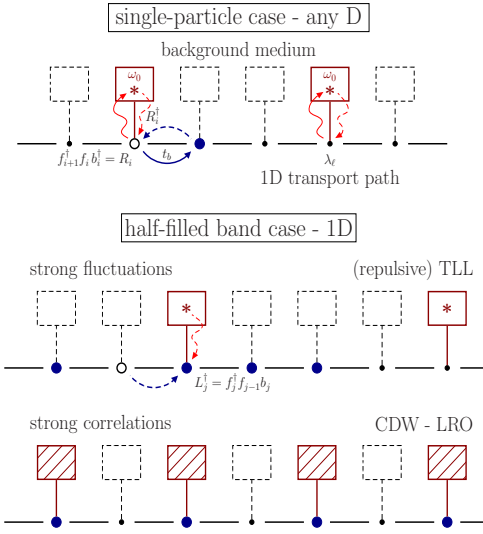 single-particle case - any D
background medium
ω₀ ω₀
* *
R_i^†
f_{i+1}^† f_i b_i^† = R_i
t_b
λ_ℓ
1D transport path
half-filled band case - 1D
strong fluctuations (repulsive) TLL
* *
L_j^† = f_j^† f_{j-1} b_j
strong correlations CDW - LRO